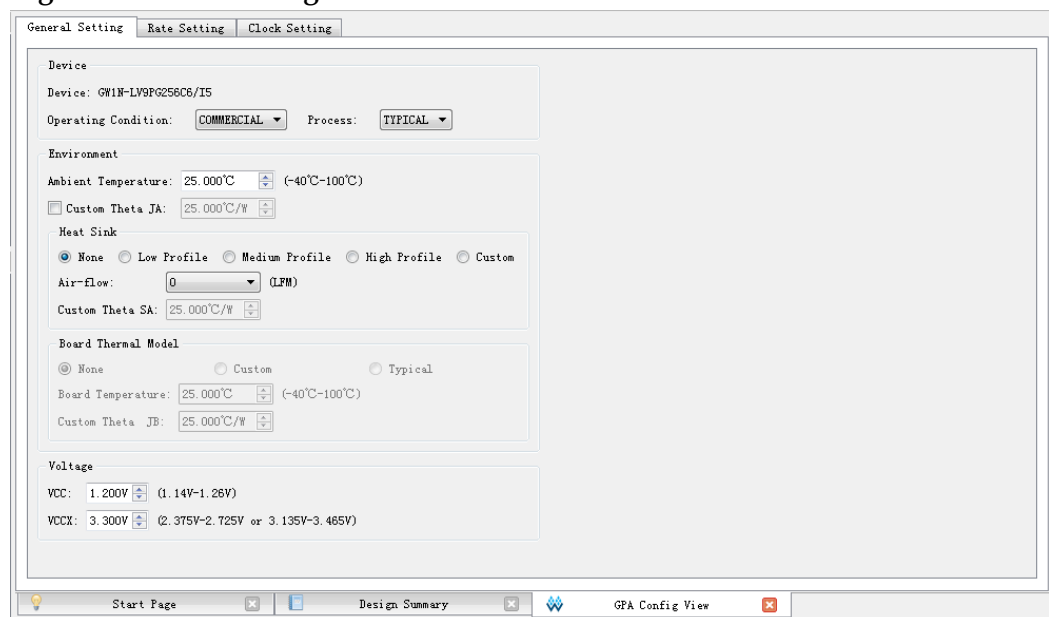 General Setting Rate Setting Clock Setting
Device
Device: GW1N-LV9PG256C6/I5
Operating Condition: COMMERCIAL Process: TYPICAL
Environment
Ambient Temperature: 25.000℃ (-40℃-100℃)
Custom Theta JA: 25.000℃/W
Heat Sink
None Low Profile Medium Profile High Profile Custom
Air-flow: 0 (LFM)
Custom Theta SA: 25.000℃/W
Board Thermal Model
None Custom Typical
Board Temperature: 25.000℃ (-40℃-100℃)
Custom Theta JB: 25.000℃/W
Voltage
VCC: 1.200V (1.14V-1.26V)
VCCX: 3.300V (2.375V-2.725V or 3.135V-3.465V)
Start Page Design Summary GPA Config View